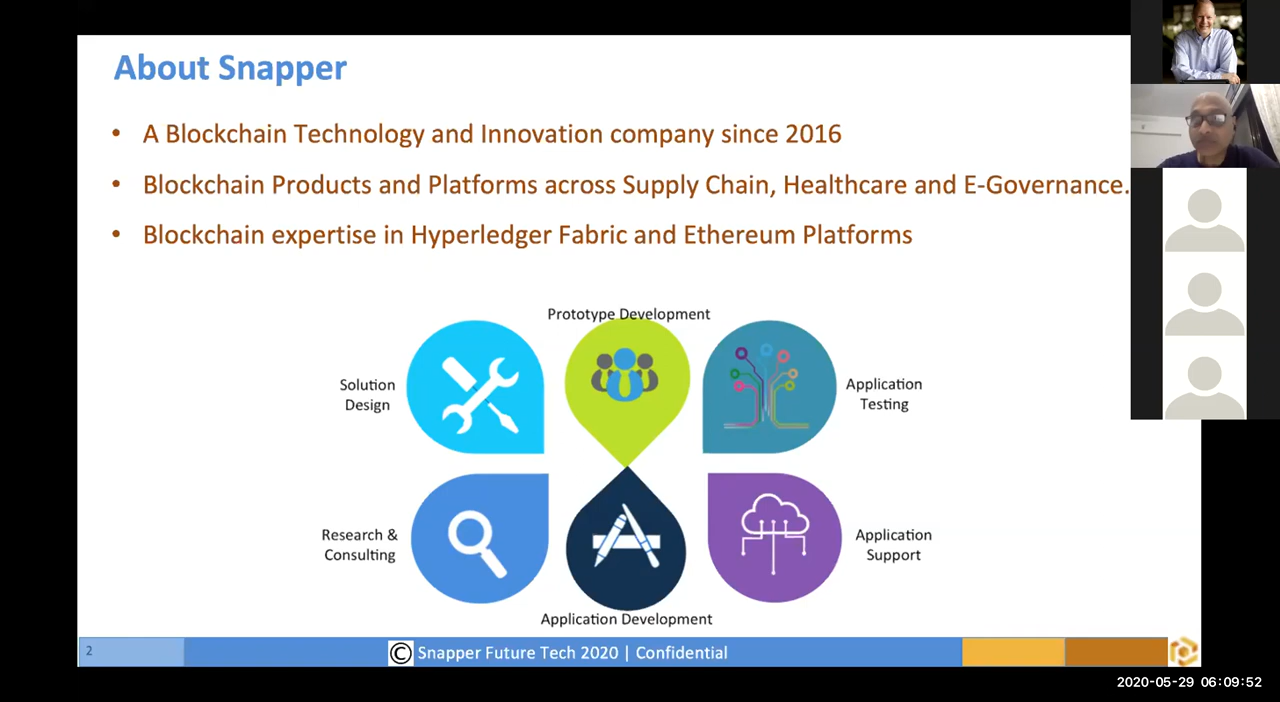 About Snapper
• A Blockchain Technology and Innovation company since 2016
• Blockchain Products and Platforms across Supply Chain, Healthcare and E-Governance.
• Blockchain expertise in Hyperledger Fabric and Ethereum Platforms
Prototype Development
Solution
Design
Application
Testing
Research &
Consulting
Application
Support
Application Development
2
© Snapper Future Tech 2020 | Confidential
2020-05-29 06:09:52